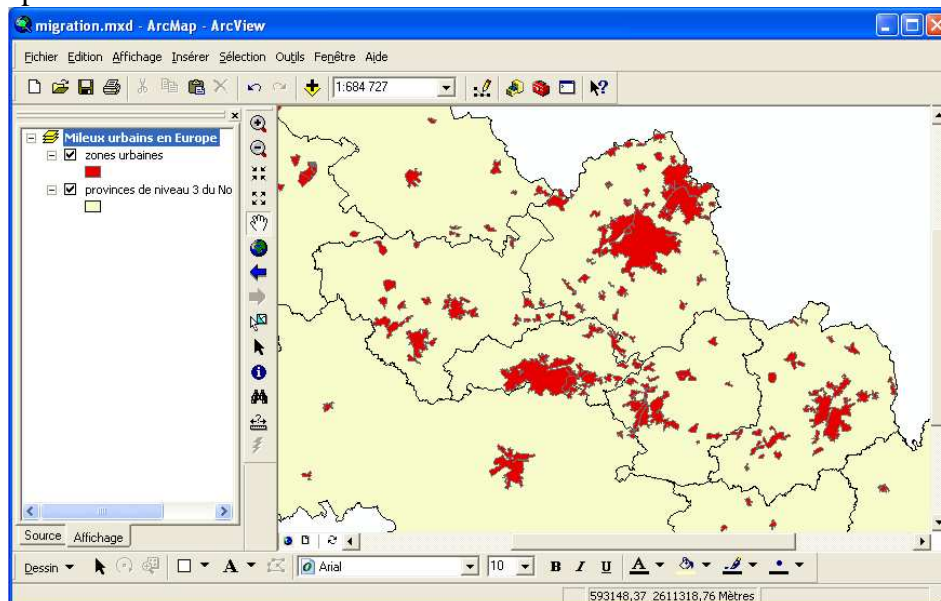 migration.mxd - ArcMap - ArcView
Fichier Edition Affichage Insérer Sélection Outils Fenêtre Aide
1:684 727
Mileux urbains en Europe
zones urbaines
provinces de niveau 3 du No
Source Affichage
Dessin A Arial 10 B I U A
593148,37 2611318,76 Mètres